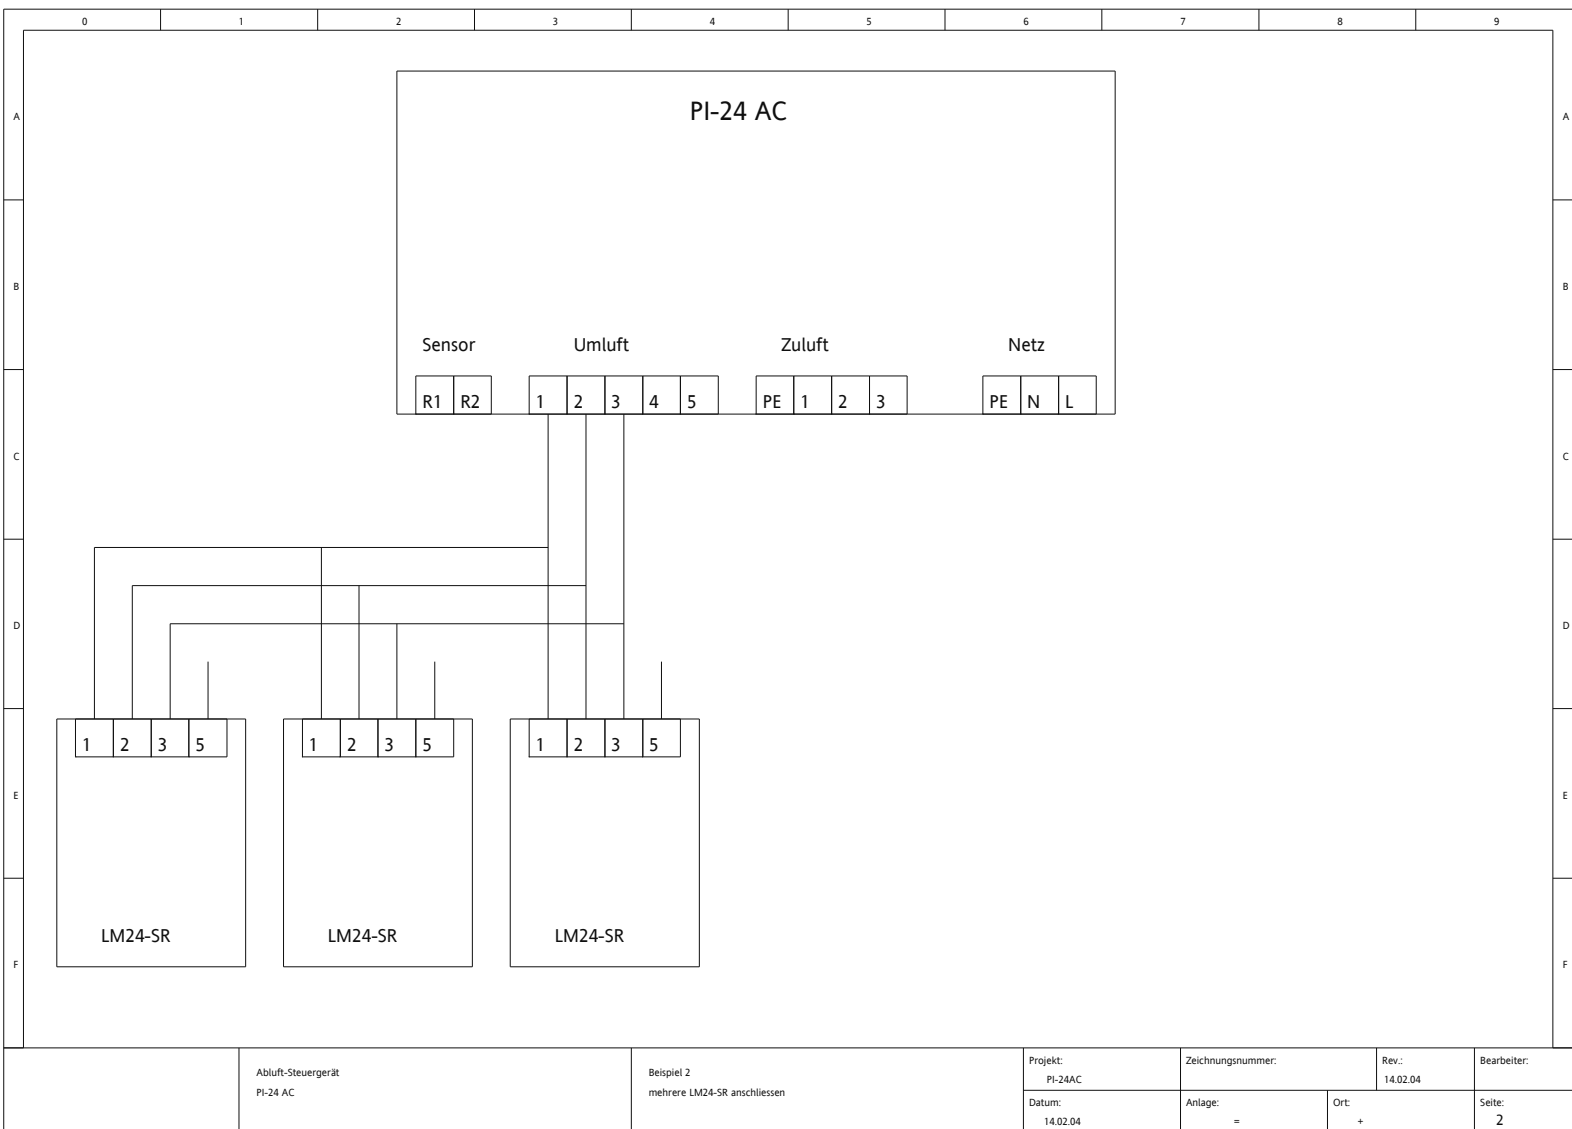 0 1 2 3 4 5 6 7 8 9
A A
PI-24 AC
B B
Sensor Umluft Zuluft Netz
R1 R2 1 2 3 4 5 PE 1 2 3 PE N L
C C
D D
1 2 3 5 1 2 3 5 1 2 3 5
E E
LM24-SR LM24-SR LM24-SR
F F
Abluft-Steuergerät
PI-24 AC
Beispiel 2
mehrere LM24-SR anschliessen
Projekt:
PI-24AC
Zeichnungsnummer:
Rev.:
14.02.04
Bearbeiter:
Datum:
14.02.04
Anlage:
=
Ort:
+
Seite:
2